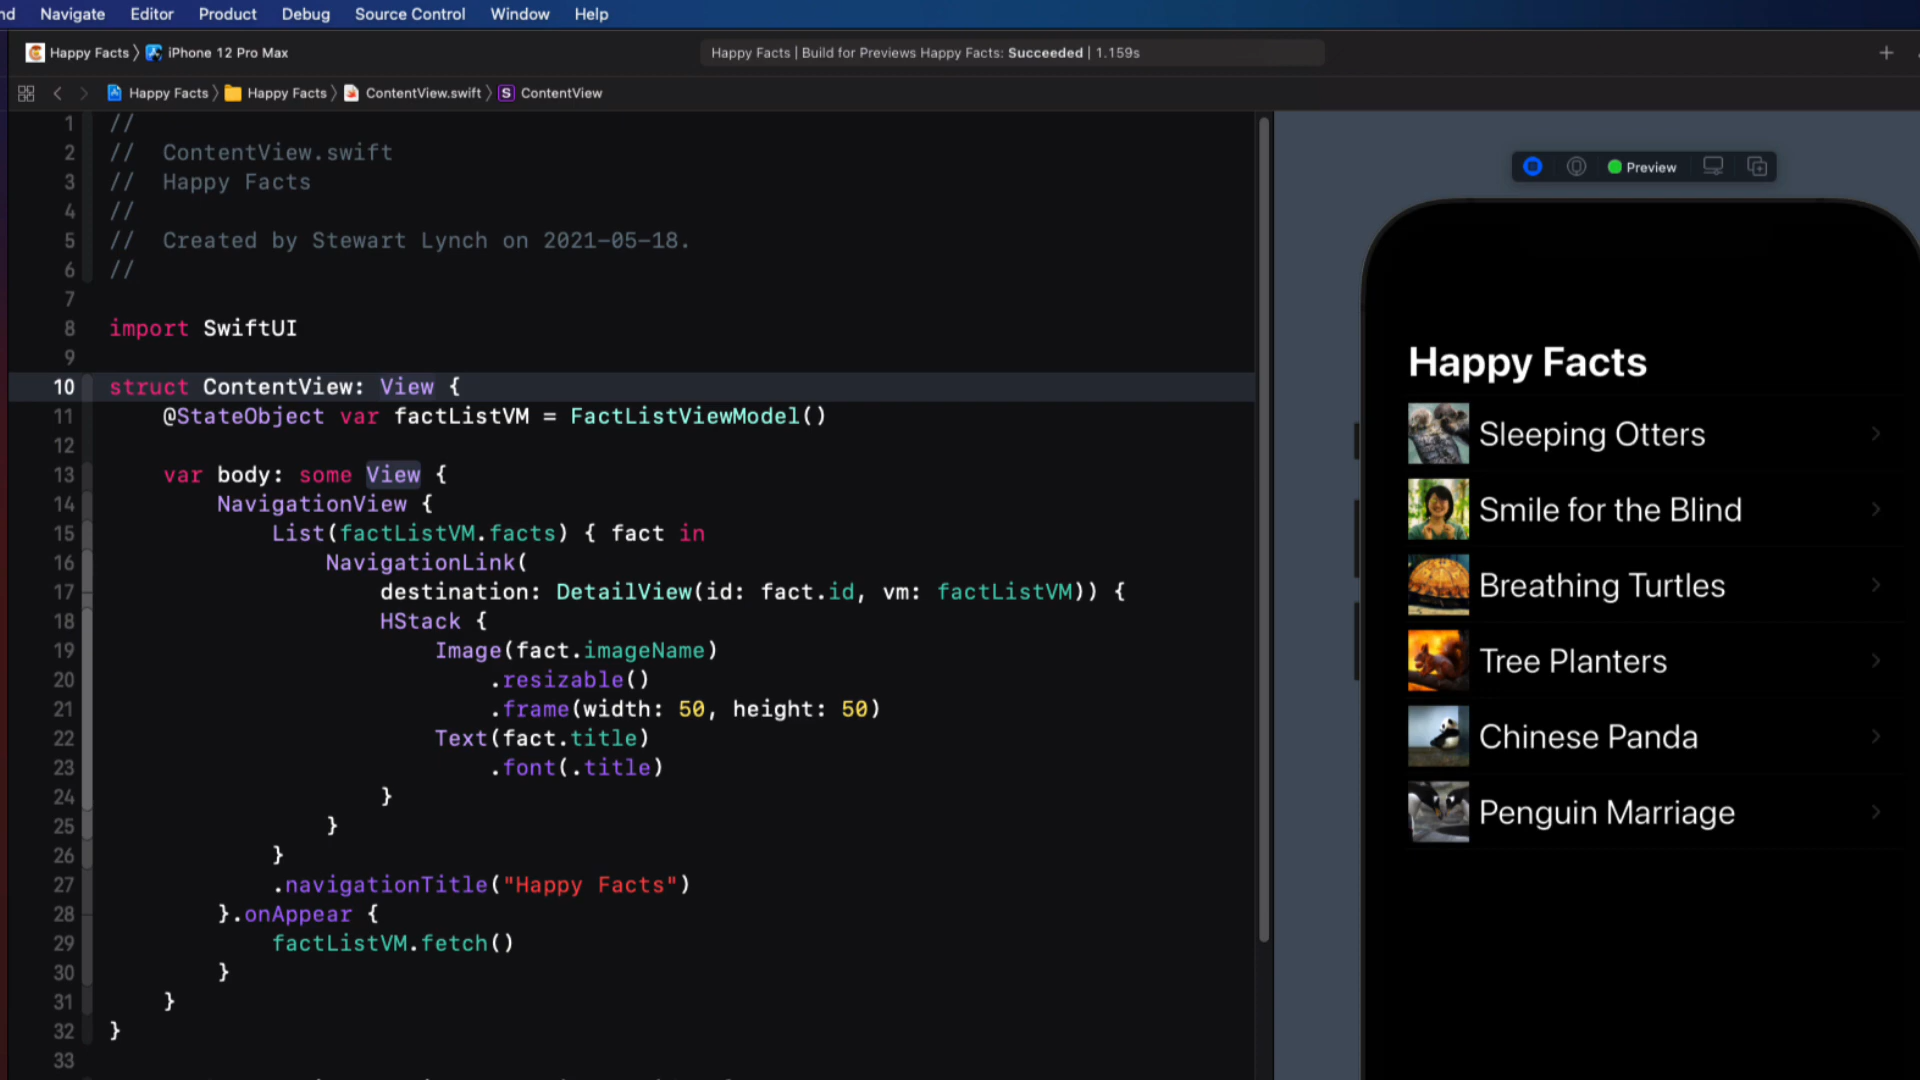 nd Navigate Editor Product Debug Source Control Window Help
Happy Facts 〉 iPhone 12 Pro Max
Happy Facts | Build for Previews Happy Facts: Succeeded | 1.159s
Happy Facts 〉 Happy Facts 〉 ContentView.swift 〉 S ContentView
1 //
2 //  ContentView.swift
3 //  Happy Facts
4 //
5 //  Created by Stewart Lynch on 2021-05-18.
6 //
7
8 import SwiftUI
9
10 struct ContentView: View {
11     @StateObject var factListVM = FactListViewModel()
12
13     var body: some View {
14         NavigationView {
15             List(factListVM.facts) { fact in
16                 NavigationLink(
17                     destination: DetailView(id: fact.id, vm: factListVM)) {
18                     HStack {
19                         Image(fact.imageName)
20                             .resizable()
21                             .frame(width: 50, height: 50)
22                         Text(fact.title)
23                             .font(.title)
24                     }
25                 }
26             }
27             .navigationTitle("Happy Facts")
28         }.onAppear {
29             factListVM.fetch()
30         }
31     }
32 }
33
Preview
Happy Facts
Sleeping Otters
Smile for the Blind
Breathing Turtles
Tree Planters
Chinese Panda
Penguin Marriage